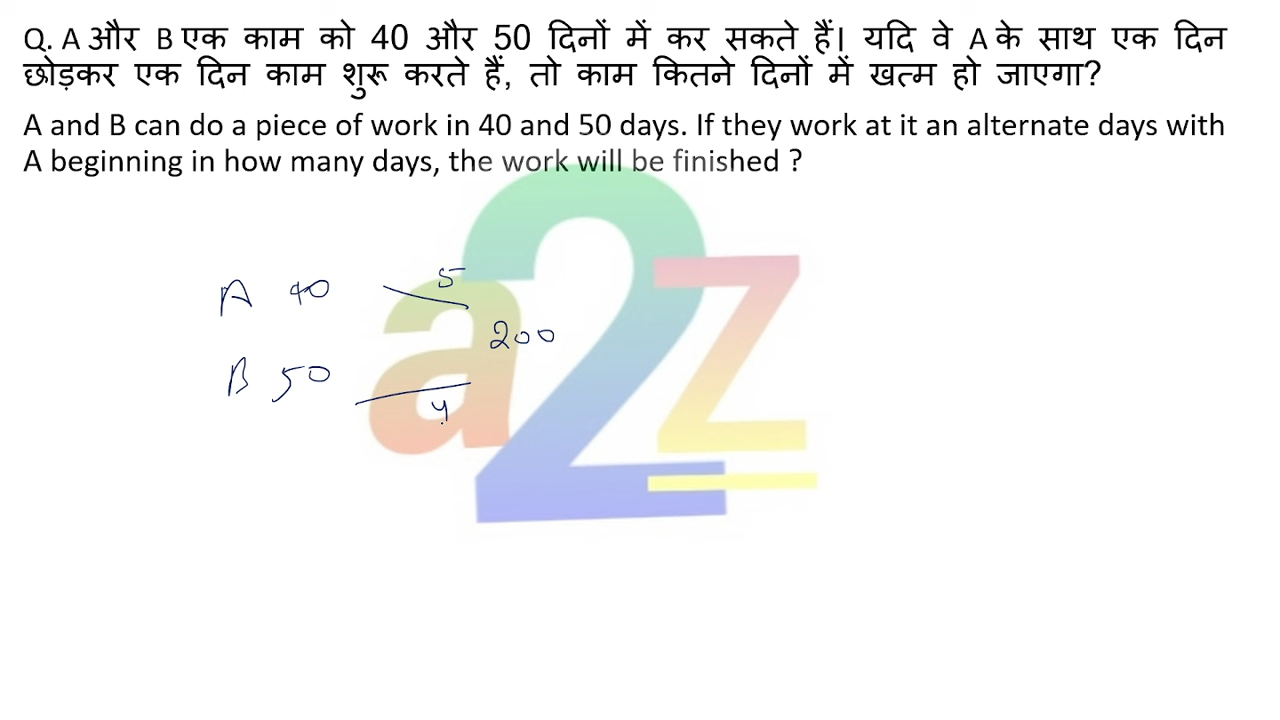 Q. A और B एक काम को 40 और 50 दिनों में कर सकते हैं। यदि वे A के साथ एक दिन
छोड़कर एक दिन काम शुरू करते हैं, तो काम कितने दिनों में खत्म हो जाएगा?
A and B can do a piece of work in 40 and 50 days. If they work at it an alternate days with
A beginning in how many days, the work will be finished ?
A 40 5
200
B 50 4
a2z